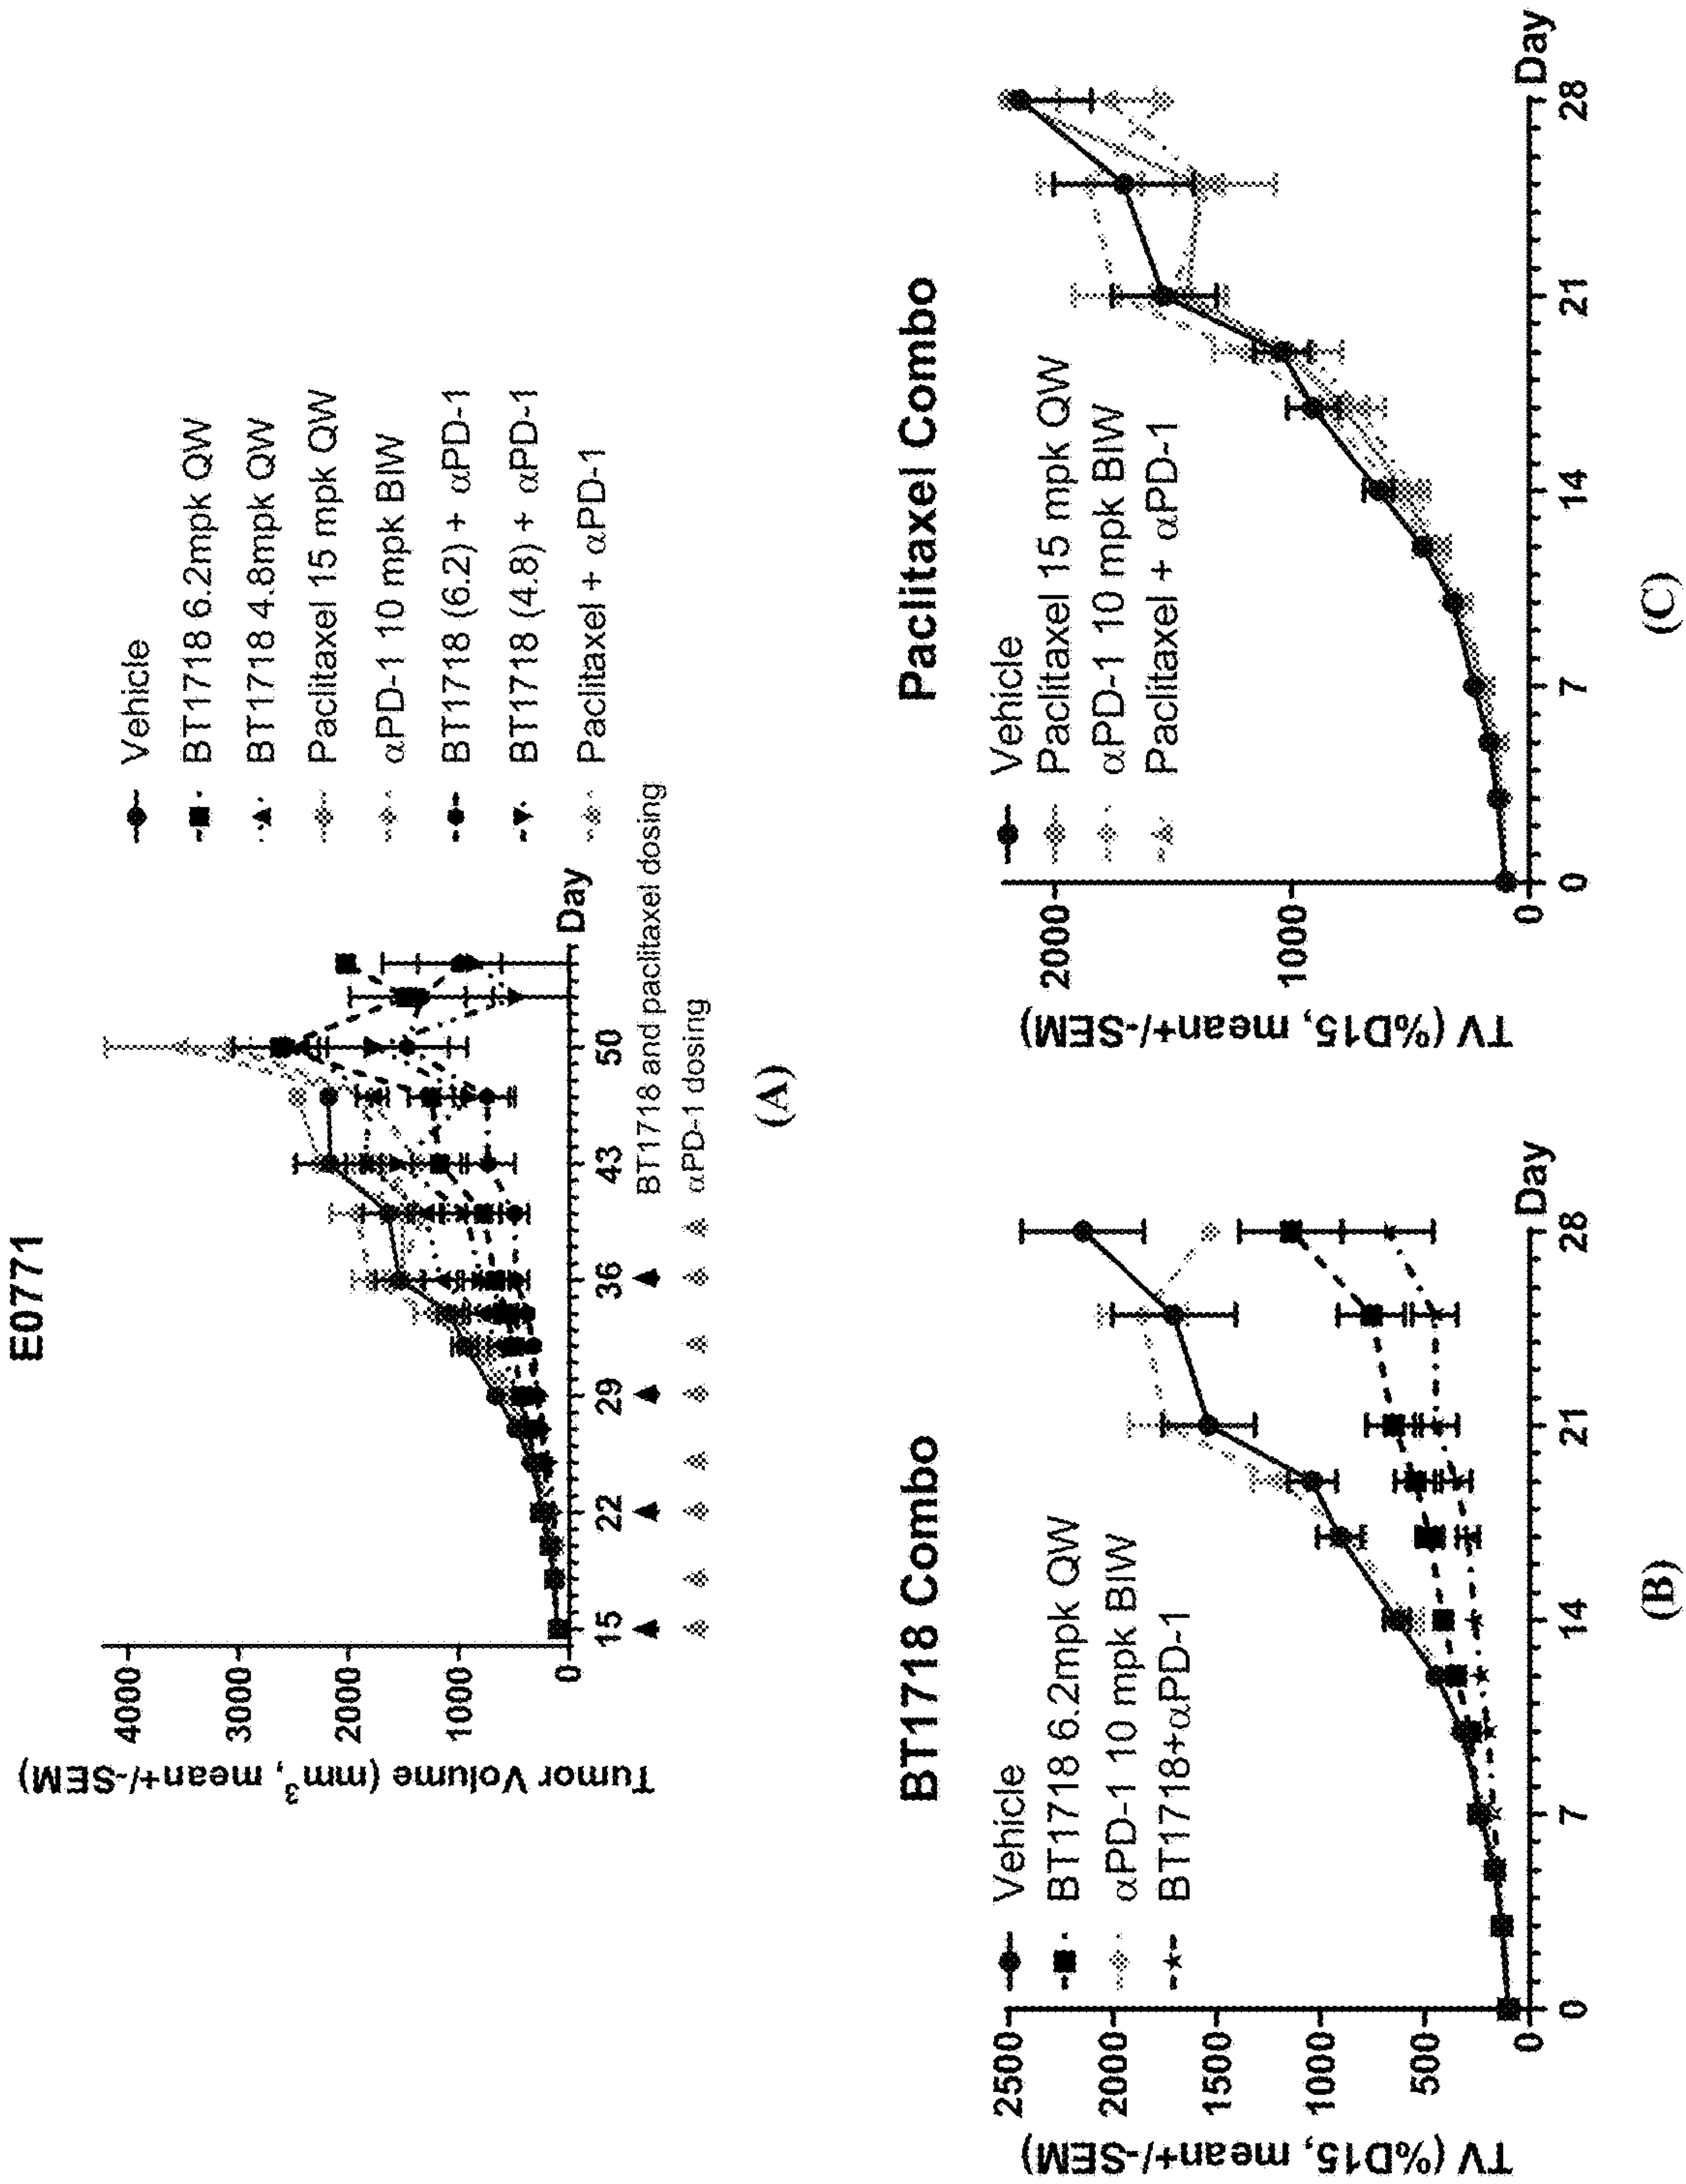 E0771
Tumor Volume (mm³, mean+/-SEM)
4000
3000
2000
1000
0
15 22 29 36 43 50 Day
Vehicle
BT1718 6.2mpk QW
BT1718 4.8mpk QW
Paclitaxel 15 mpk QW
αPD-1 10 mpk BIW
BT1718 (6.2) + αPD-1
BT1718 (4.8) + αPD-1
Paclitaxel + αPD-1
BT1718 and paclitaxel dosing
αPD-1 dosing
(A)
BT1718 Combo
TV (%D15, mean+/-SEM)
2500
2000
1500
1000
500
0
0 7 14 21 28 Day
Vehicle
BT1718 6.2mpk QW
αPD-1 10 mpk BIW
BT1718+αPD-1
(B)
Paclitaxel Combo
TV (%D15, mean+/-SEM)
2000
1000
0
0 7 14 21 28 Day
Vehicle
Paclitaxel 15 mpk QW
αPD-1 10 mpk BIW
Paclitaxel + αPD-1
(C)